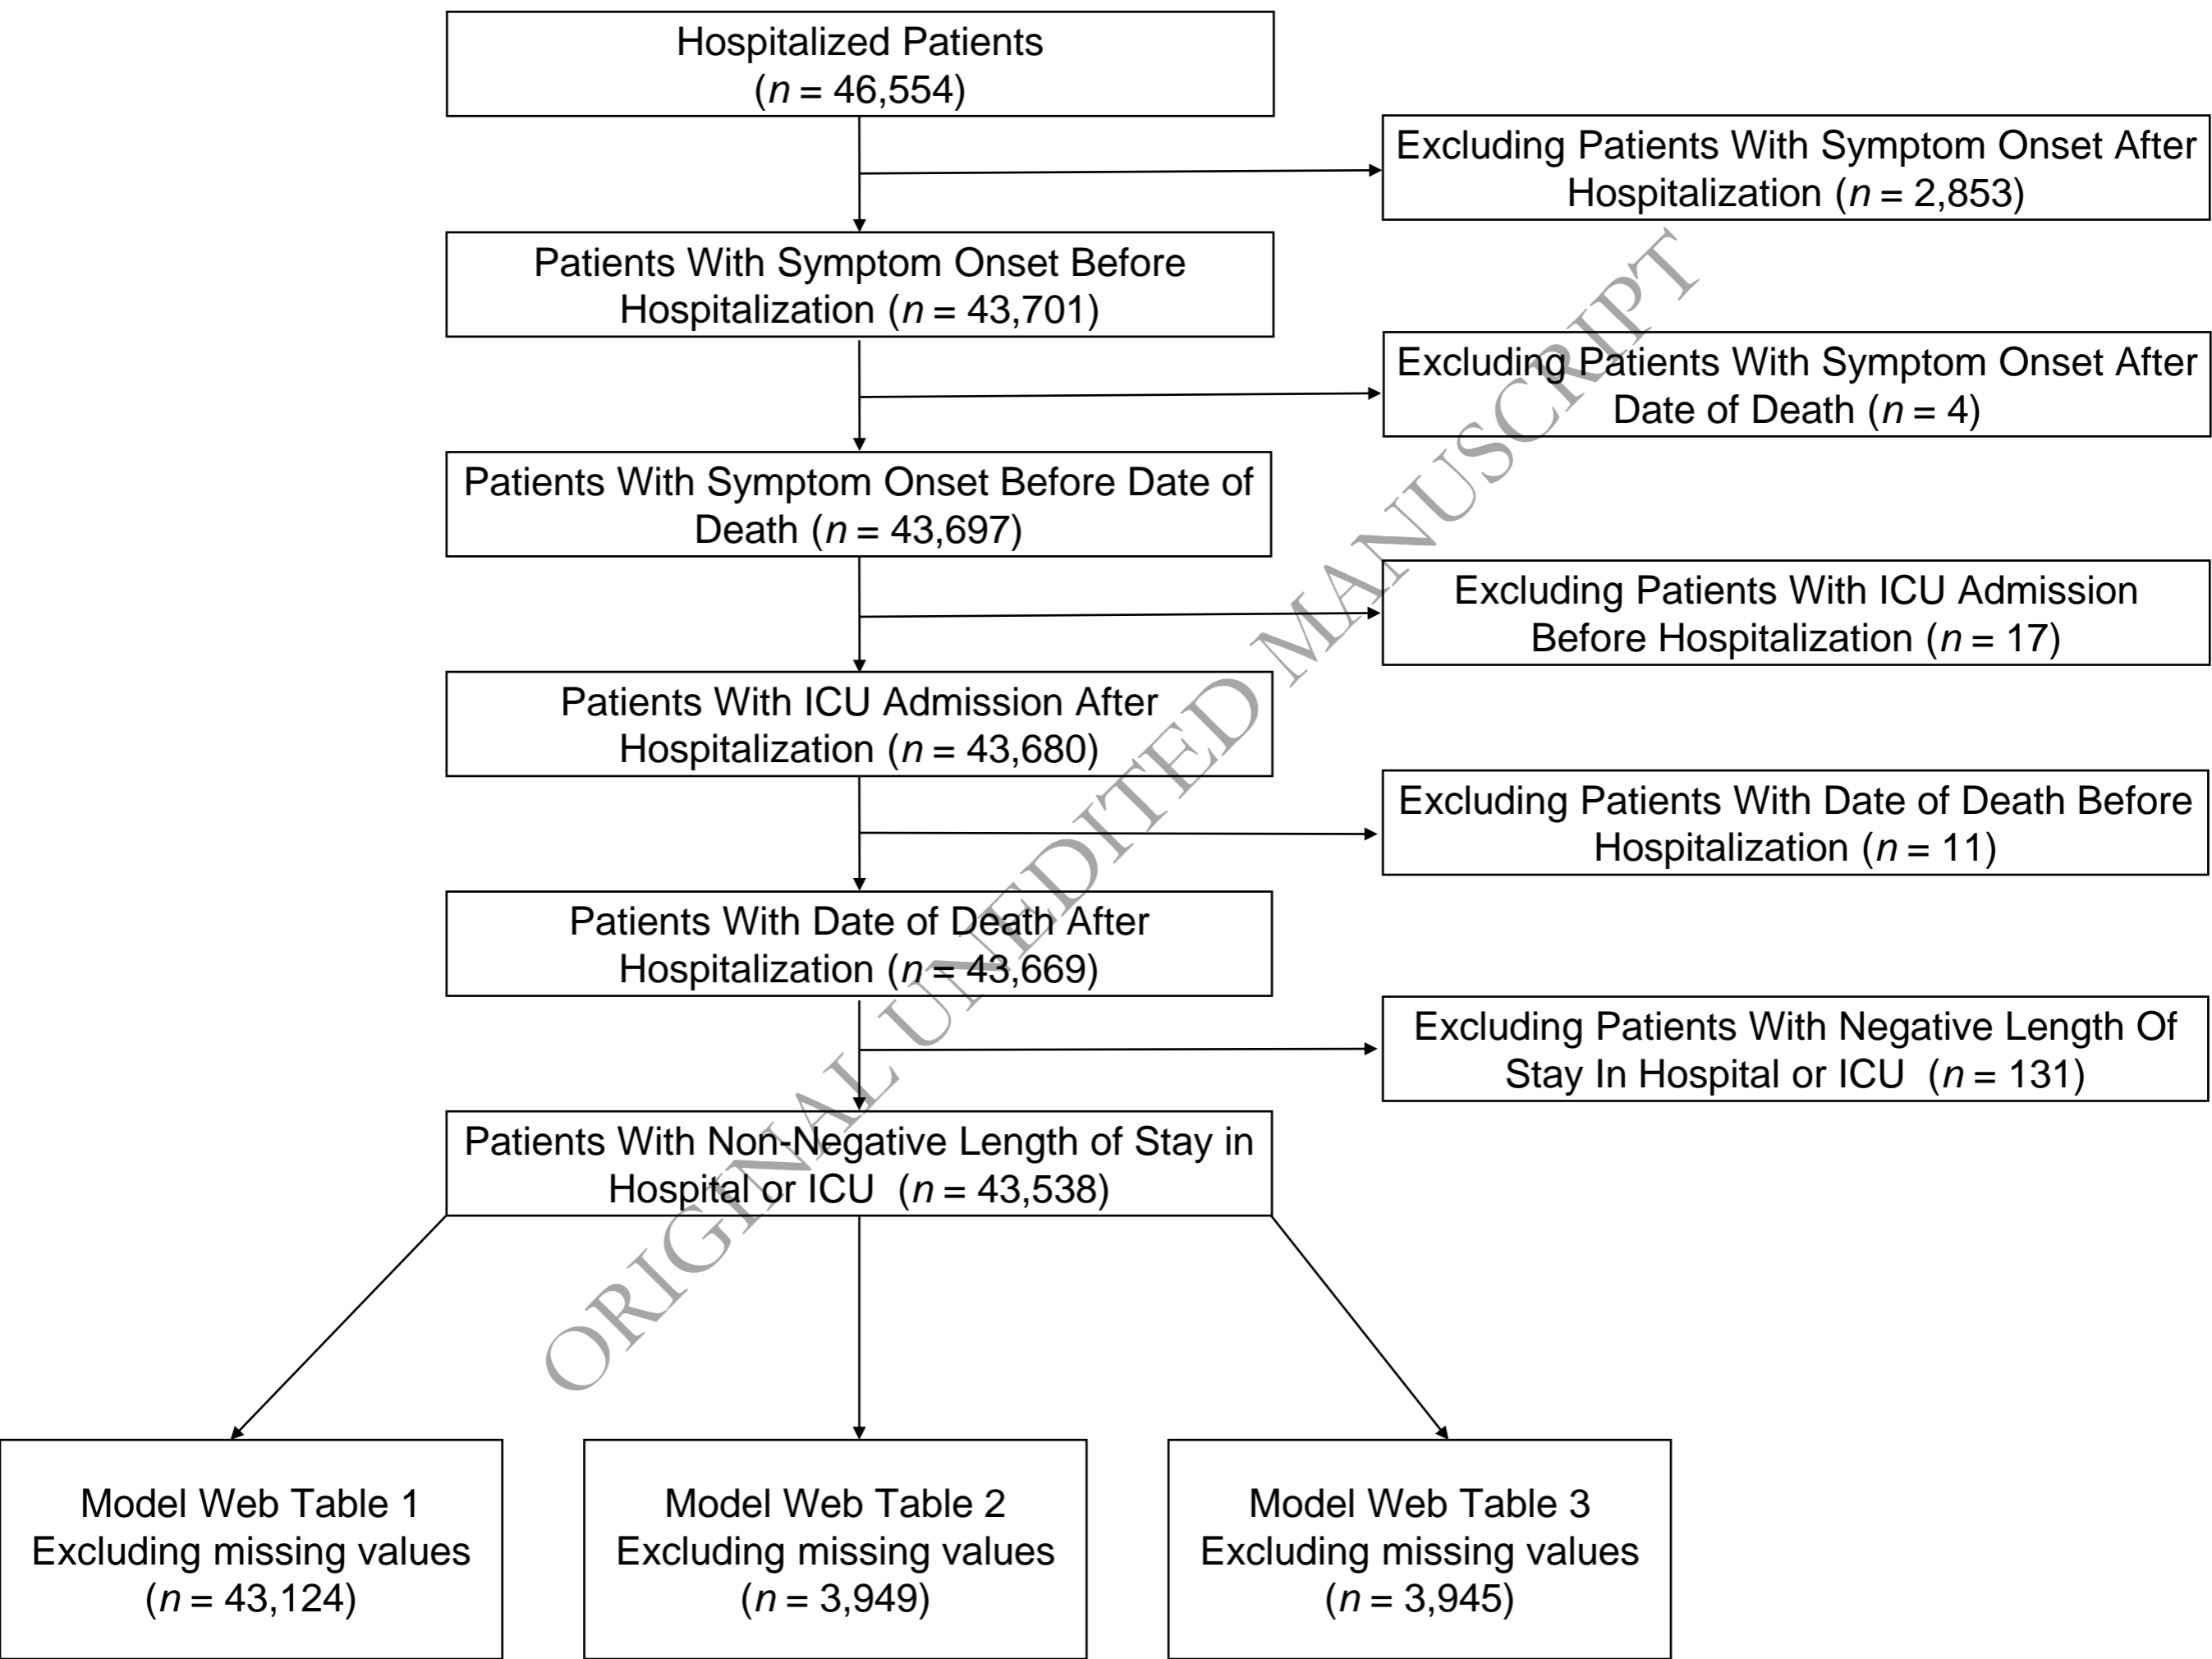 Hospitalized Patients
(n = 46,554)
Excluding Patients With Symptom Onset After
Hospitalization (n = 2,853)
Patients With Symptom Onset Before
Hospitalization (n = 43,701)
Excluding Patients With Symptom Onset After
Date of Death (n = 4)
Patients With Symptom Onset Before Date of
Death (n = 43,697)
Excluding Patients With ICU Admission
Before Hospitalization (n = 17)
Patients With ICU Admission After
Hospitalization (n = 43,680)
Excluding Patients With Date of Death Before
Hospitalization (n = 11)
Patients With Date of Death After
Hospitalization (n = 43,669)
Excluding Patients With Negative Length Of
Stay In Hospital or ICU (n = 131)
Patients With Non-Negative Length of Stay in
Hospital or ICU (n = 43,538)
Model Web Table 1
Excluding missing values
(n = 43,124)
Model Web Table 2
Excluding missing values
(n = 3,949)
Model Web Table 3
Excluding missing values
(n = 3,945)
ORIGINAL UNEDITED MANUSCRIPT